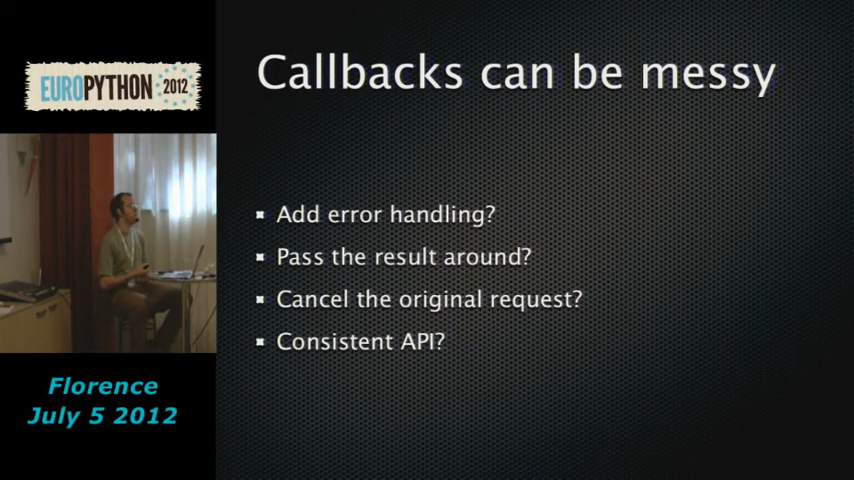 EUROPYTHON 2012
Callbacks can be messy
Add error handling?
Pass the result around?
Cancel the original request?
Consistent API?
Florence
July 5 2012